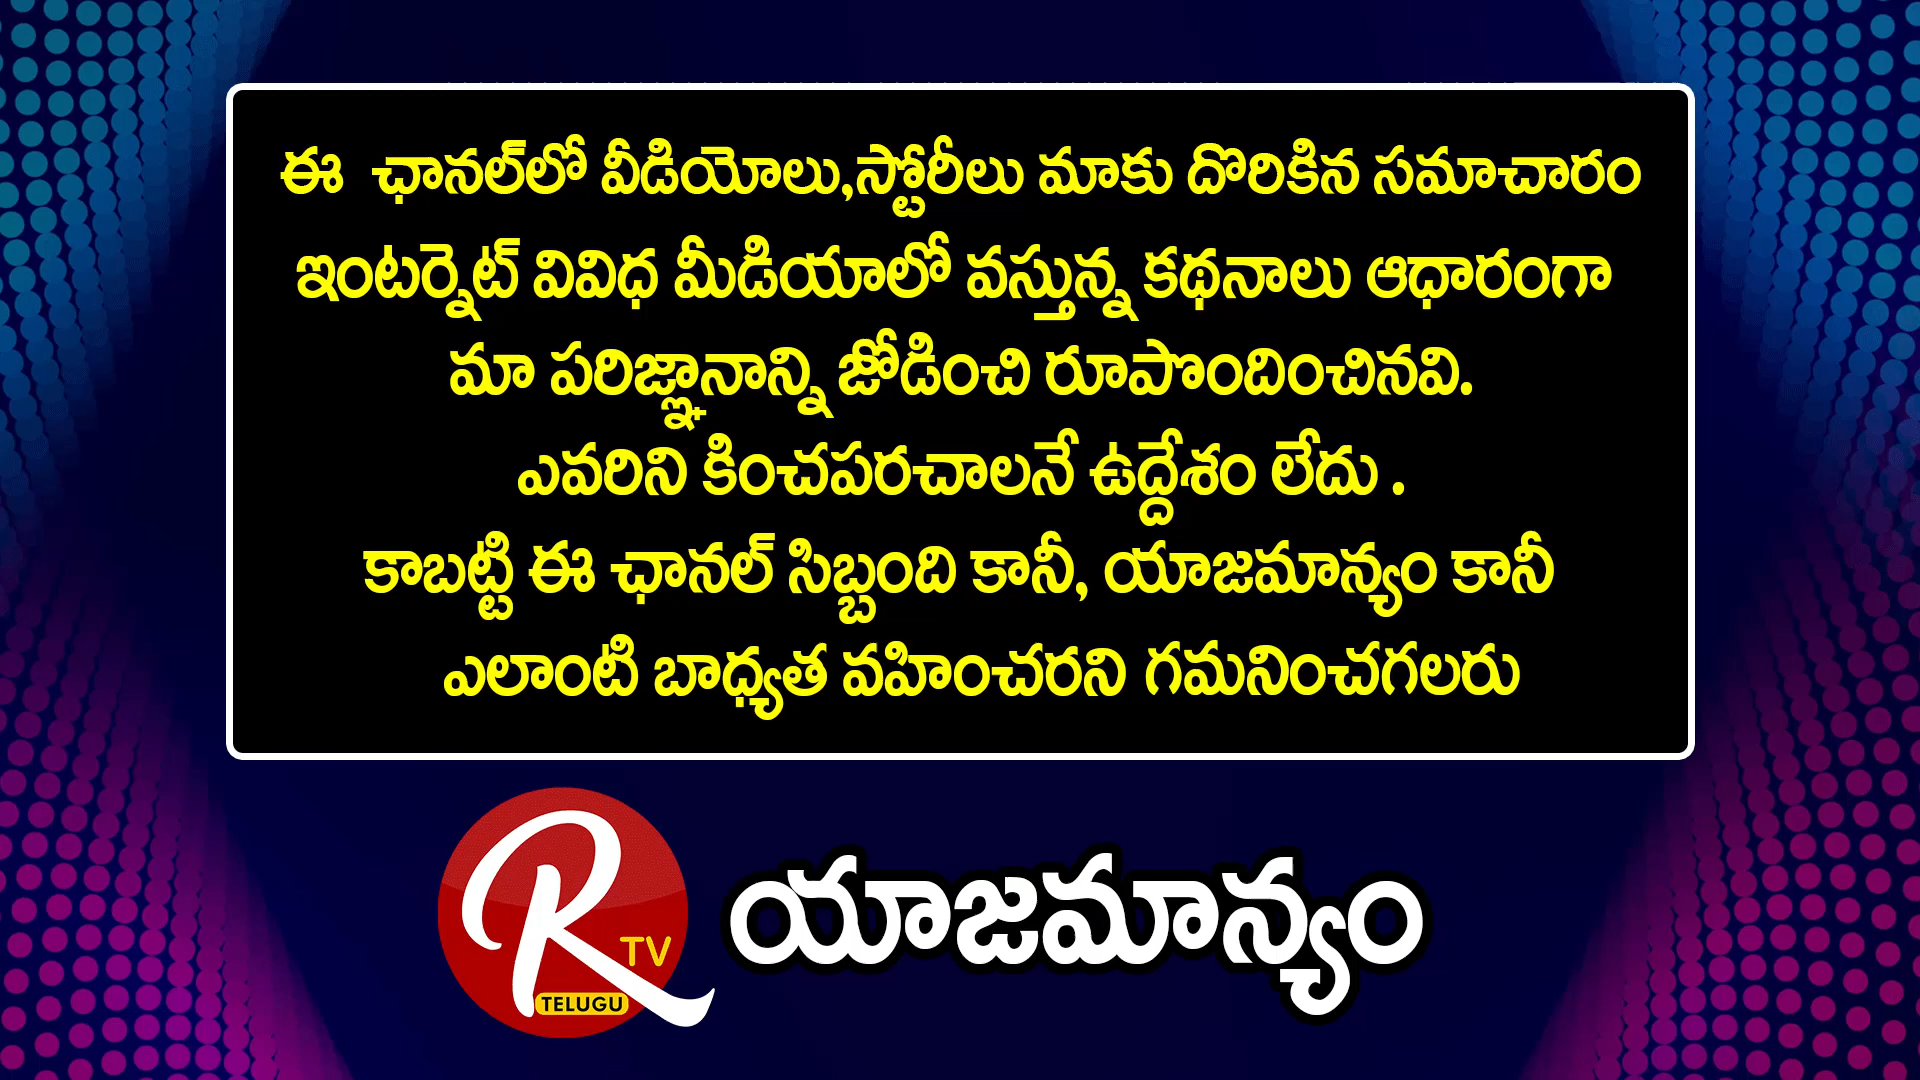 ఈ ఛానల్‌లో వీడియోలు,స్టోరీలు మాకు దొరికిన సమాచారం
ఇంటర్నెట్ వివిధ మీడియాలో వస్తున్న కథనాలు ఆధారంగా
మా పరిజ్ఞానాన్ని జోడించి రూపొందించినవి.
ఎవరిని కించపరచాలనే ఉద్దేశం లేదు .
కాబట్టి ఈ ఛానల్ సిబ్బంది కానీ, యాజమాన్యం కానీ
ఎలాంటి బాధ్యత వహించరని గమనించగలరు
R TV
TELUGU
యాజమాన్యం